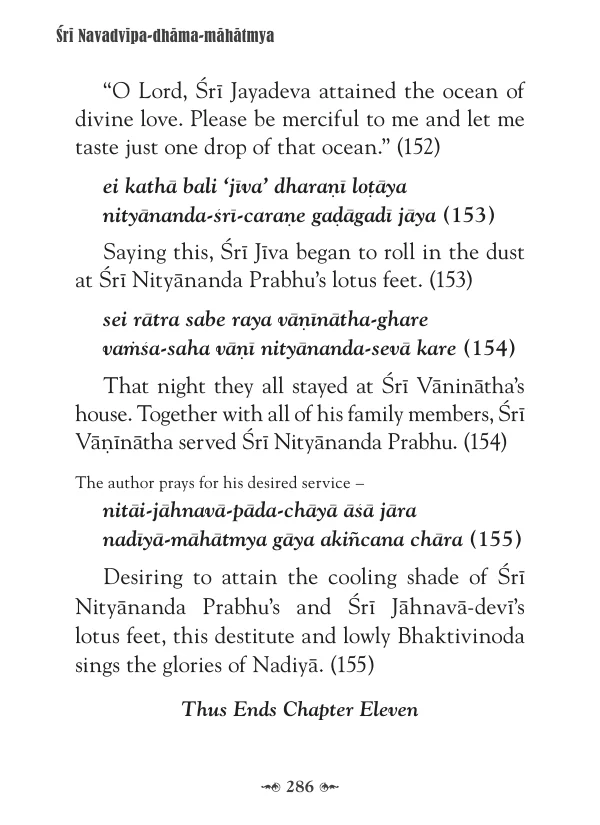 Śrī Navadvīpa-dhāma-māhātmya
“O Lord, Śrī Jayadeva attained the ocean of
divine love. Please be merciful to me and let me
taste just one drop of that ocean.” (152)
ei kathā bali ‘jīva’ dharaṇī loṭāya
nityānanda-śrī-caraṇe gaḍāgadī jāya (153)
Saying this, Śrī Jīva began to roll in the dust
at Śrī Nityānanda Prabhu’s lotus feet. (153)
sei rātra sabe raya vāṇīnātha-ghare
vaṁśa-saha vāṇī nityānanda-sevā kare (154)
That night they all stayed at Śrī Vāninātha’s
house. Together with all of his family members, Śrī
Vāṇīnātha served Śrī Nityānanda Prabhu. (154)
The author prays for his desired service –
nitāi-jāhnavā-pāda-chāyā āśā jāra
nadīyā-māhātmya gāya akiñcana chāra (155)
Desiring to attain the cooling shade of Śrī
Nityānanda Prabhu’s and Śrī Jāhnavā-devī’s
lotus feet, this destitute and lowly Bhaktivinoda
sings the glories of Nadiyā. (155)
Thus Ends Chapter Eleven
286